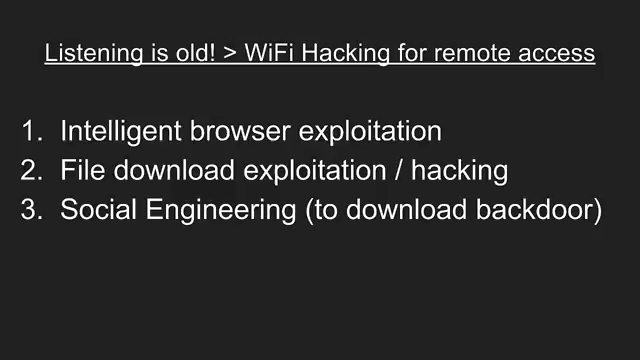 Listening is old! > WiFi Hacking for remote access
1. Intelligent browser exploitation
2. File download exploitation / hacking
3. Social Engineering (to download backdoor)